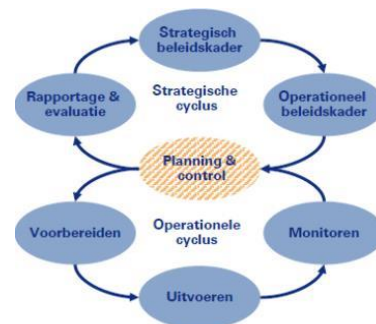 Strategisch
beleidskader
Rapportage &
evaluatie
Strategische
cyclus
Operationeel
beleidskader
Planning &
control
Voorbereiden
Operationele
cyclus
Monitoren
Uitvoeren